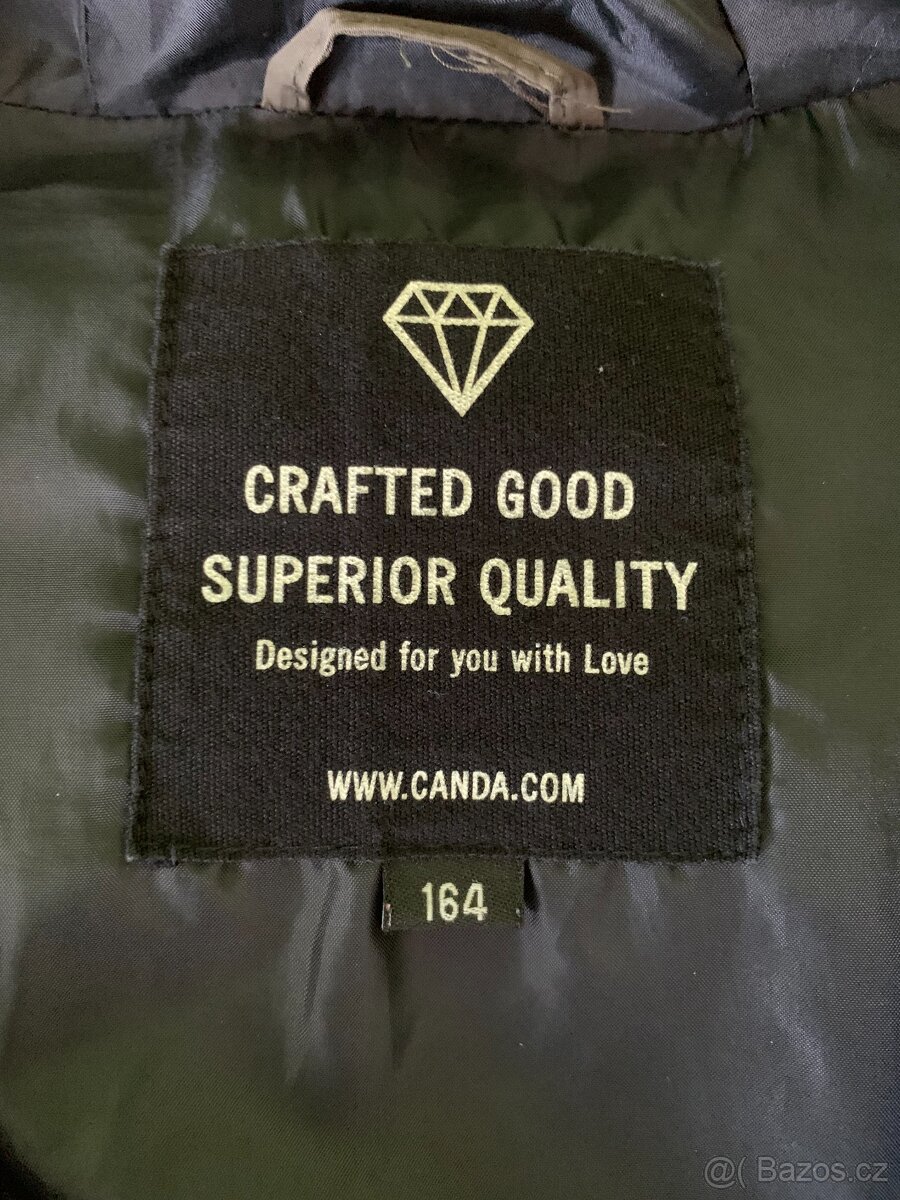 CRAFTED GOOD
SUPERIOR QUALITY
Designed for you with Love
WWW.CANDA.COM
164
@( Bazos.cz